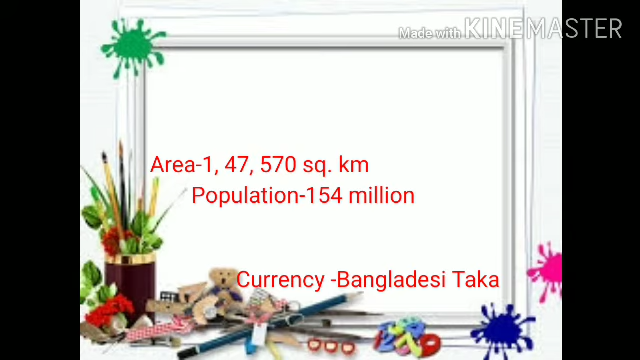 Made with KINEMASTER
Area-1, 47, 570 sq. km
Population-154 million
Currency -Bangladesi Taka